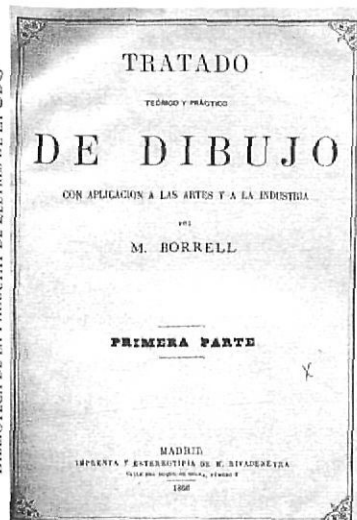 TRATADO
TEÓRICO Y PRÁCTICO
DE DIBUJO
CON APLICACION A LAS ARTES Y A LA INDUSTRIA
POR
M. BORRELL
PRIMERA PARTE
MADRID
IMPRENTA Y ESTEREOTIPIA DE M. RIVADENEYRA
1866